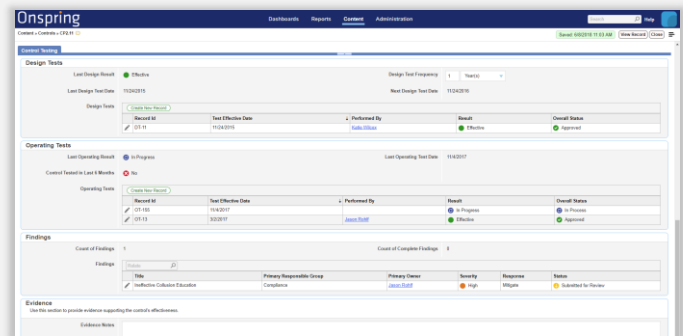 Onspring
Dashboards Reports Content Administration
Search Help
Content > Controls > CP2.11
Saved: 6/8/2018 11:03 AM View Record Close
Control Testing
Design Tests
Last Design Result Effective Design Test Frequency 1 Year(s)
Last Design Test Date 11/24/2015 Next Design Test Date 11/24/2016
Design Tests Create New Record
Record Id Test Effective Date Performed By Result Overall Status
DT-11 11/24/2015 Effective Approved
Operating Tests
Last Operating Result In Progress Last Operating Test Date 11/4/2017
Control Tested in Last 6 Months No
Operating Tests Create New Record
Record Id Test Effective Date Performed By Result Overall Status
OT-193 11/4/2017 In Progress In Process
OT-13 5/2/2017 Jason Rohlf Effective Approved
Findings
Count of Findings 1 Count of Complete Findings
Findings
Title Primary Responsible Group Primary Owner Severity Response Status
Ineffective Collusion Education Compliance Jason Rohlf High Mitigate Submitted for Review
Evidence
Use this section to provide evidence supporting the control's effectiveness.
Evidence Notes